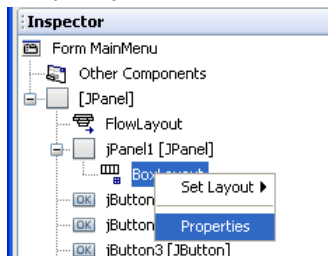 Inspector
Form MainMenu
Other Components
[JPanel]
FlowLayout
jPanel1 [JPanel]
Set Layout
OK jButton
Properties
OK jButton
OK jButton3 [JButton]